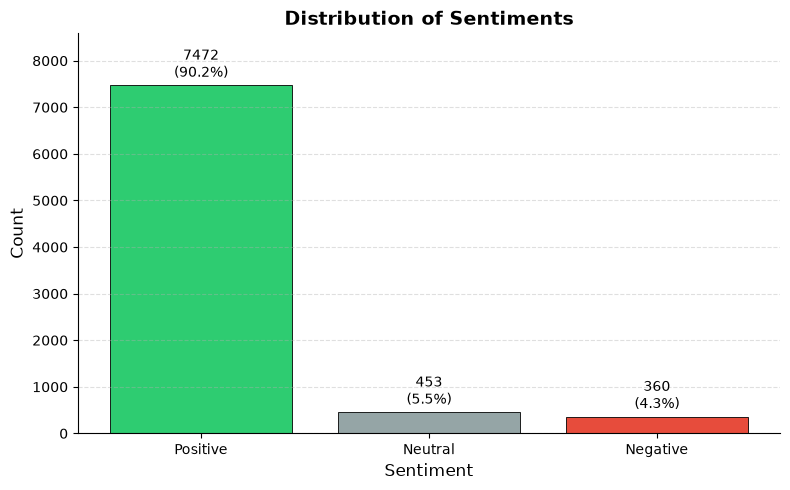 Distribution of Sentiments
Count
8000
7000
6000
5000
4000
3000
2000
1000
0
7472
(90.2%)
453
(5.5%)
360
(4.3%)
Positive
Neutral
Negative
Sentiment